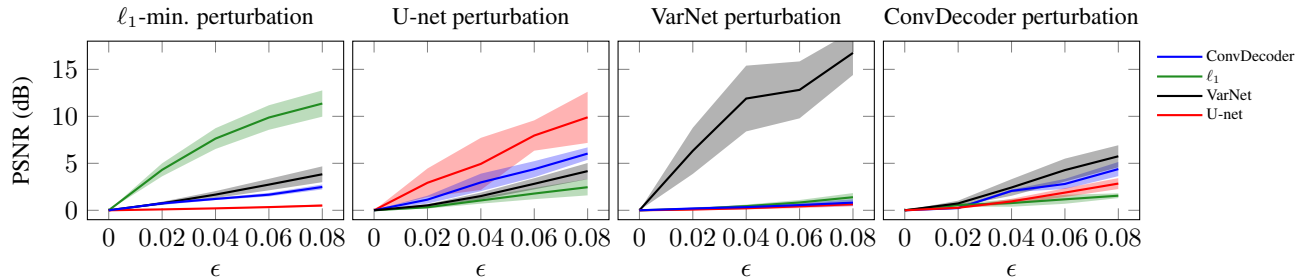 ℓ₁-min. perturbation U-net perturbation VarNet perturbation ConvDecoder perturbation
PSNR (dB)
15
10
5
0
0 0.02 0.04 0.06 0.08 0 0.02 0.04 0.06 0.08 0 0.02 0.04 0.06 0.08 0 0.02 0.04 0.06 0.08
ϵ ϵ ϵ ϵ
ConvDecoder
ℓ₁
VarNet
U-net